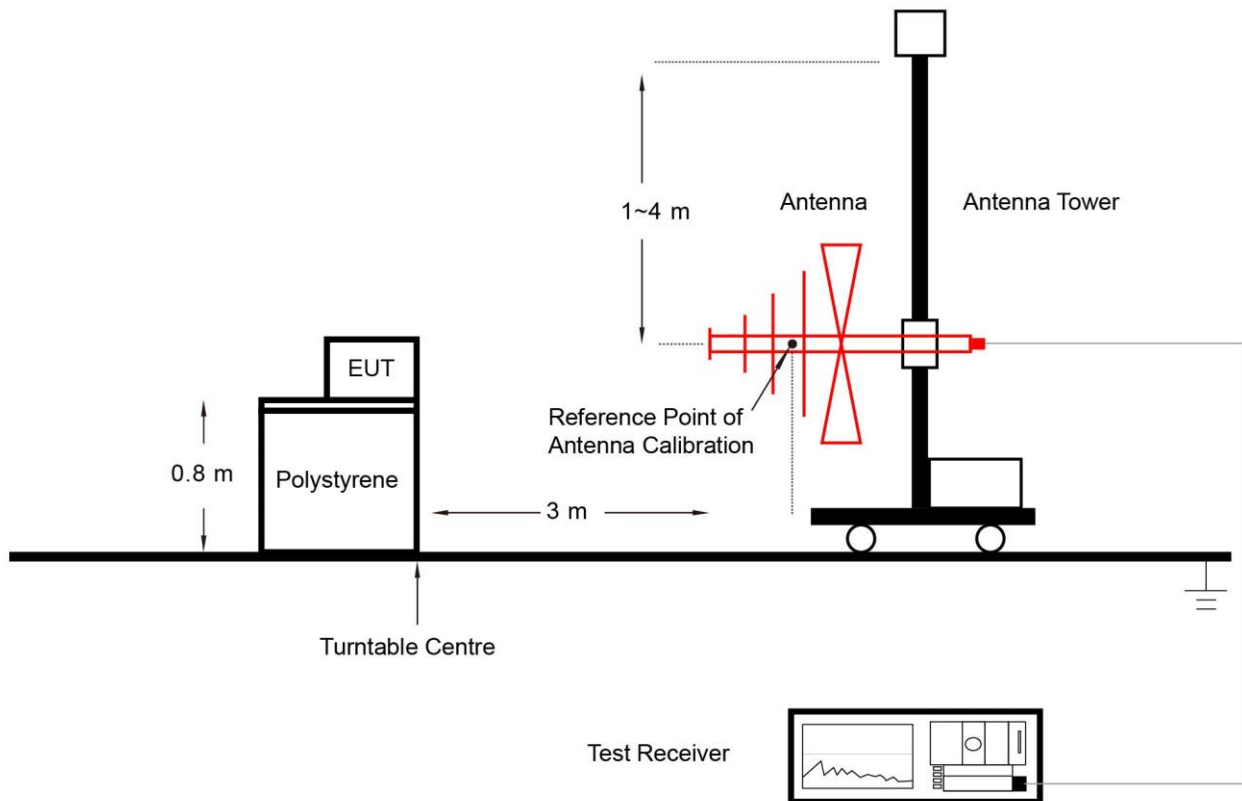 1~4 m
Antenna
Antenna Tower
EUT
Reference Point of
Antenna Calibration
0.8 m
Polystyrene
3 m
Turntable Centre
Test Receiver